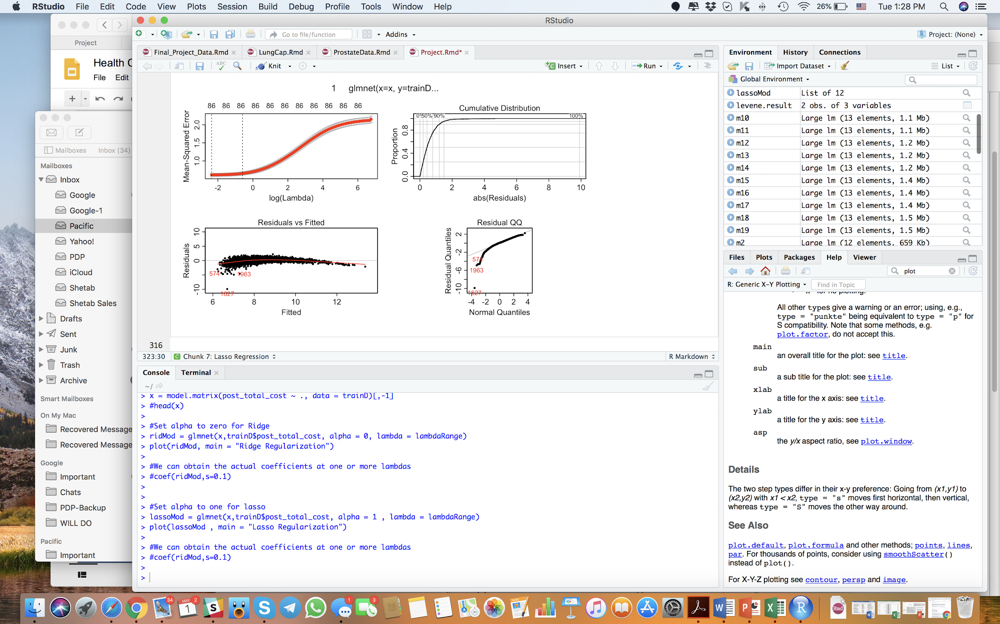 RStudio File Edit Code View Plots Session Build Debug Profile Tools Window Help 26% Tue 1:28 PM
RStudio
Go to file/function Addins Project: (None)
Project
Health C
File Edit
Mailboxes Inbox (34)
Mailboxes
Inbox
Google
Google-1
Pacific
Yahoo!
PDP
iCloud
Shetab
Shetab Sales
Drafts
Sent
Junk
Trash
Archive
Smart Mailboxes
On My Mac
Recovered Message
Recovered Message
Google
Important
Chats
PDP-Backup
WILL DO
Pacific
Important
Final_Project_Data.Rmd LungCap.Rmd ProstateData.Rmd Project.Rmd*
ABC Knit Insert Run
1 glmnet(x=x, y=trainD...
86 86 86 86 86 86 86 86 86 86 86
Mean-Squared Error
1.0 1.5 2.0
-2 0 2 4 6
log(Lambda)
Cumulative Distribution
0%50%90% 100%
Proportion
0.0 0.4 0.8
0 2 4 6 8 10
abs(Residuals)
Residuals vs Fitted
Residuals
-10 0 5 10
574 1963
1627
6 8 10 12
Fitted
Residual QQ
Residual Quantiles
-10 -6 -2 2
574
1963
1627
-4 -2 0 2 4
Normal Quantiles
316
323:30 C Chunk 7: Lasso Regression R Markdown
Console Terminal
~/
> x = model.matrix(post_total_cost ~ ., data = trainD)[,-1]
> #head(x)
>
> #Set alpha to zero for Ridge
> ridMod = glmnet(x,trainD$post_total_cost, alpha = 0, lambda = lambdaRange)
> plot(ridMod, main = "Ridge Regularization")
>
> #We can obtain the actual coefficients at one or more lambdas
> #coef(ridMod,s=0.1)
>
>
> #Set alpha to one for lasso
> lassoMod = glmnet(x,trainD$post_total_cost, alpha = 1 , lambda = lambdaRange)
> plot(lassoMod , main = "Lasso Regularization")
>
> #We can obtain the actual coefficients at one or more lambdas
> #coef(ridMod,s=0.1)
>
>
Environment History Connections
Import Dataset List
Global Environment
lassoMod List of 12
levene.result 2 obs. of 3 variables
m10 Large lm (13 elements, 1.1 Mb)
m11 Large lm (13 elements, 1.1 Mb)
m12 Large lm (13 elements, 1.2 Mb)
m13 Large lm (13 elements, 1.2 Mb)
m14 Large lm (13 elements, 1.2 Mb)
m15 Large lm (13 elements, 1.4 Mb)
m16 Large lm (13 elements, 1.4 Mb)
m17 Large lm (13 elements, 1.4 Mb)
m18 Large lm (13 elements, 1.5 Mb)
m19 Large lm (13 elements, 1.5 Mb)
m2 Large lm (12 elements, 659 Kb)
Files Plots Packages Help Viewer
plot
R: Generic X-Y Plotting Find in Topic
for no plotting.
All other types give a warning or an error; using, e.g.,
type = "punkte" being equivalent to type = "p" for
S compatibility. Note that some methods, e.g.
plot.factor, do not accept this.
main
an overall title for the plot: see title.
sub
a sub title for the plot: see title.
xlab
a title for the x axis: see title.
ylab
a title for the y axis: see title.
asp
the y/x aspect ratio, see plot.window.
Details
The two step types differ in their x-y preference: Going from (x1,y1) to
(x2,y2) with x1 < x2, type = "s" moves first horizontal, then vertical,
whereas type = "S" moves the other way around.
See Also
plot.default, plot.formula and other methods; points, lines,
par. For thousands of points, consider using smoothScatter()
instead of plot().
For X-Y-Z plotting see contour, persp and image.
34 MAY 1 2 S S 1 3 PAGES 3D W P X R Rmd